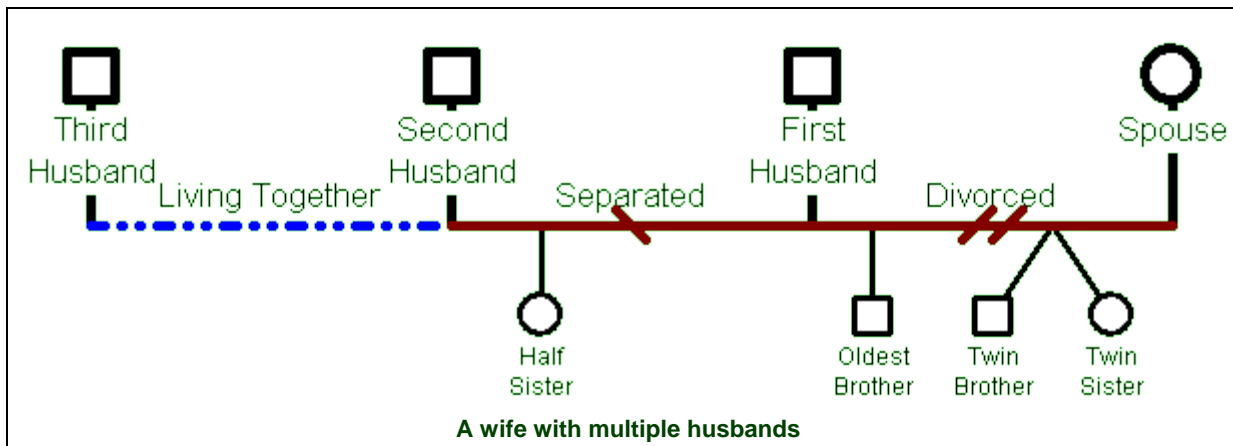 Third
Husband
Second
Husband
First
Husband
Spouse
Living Together
Separated
Divorced
Half
Sister
Oldest
Brother
Twin
Brother
Twin
Sister
A wife with multiple husbands